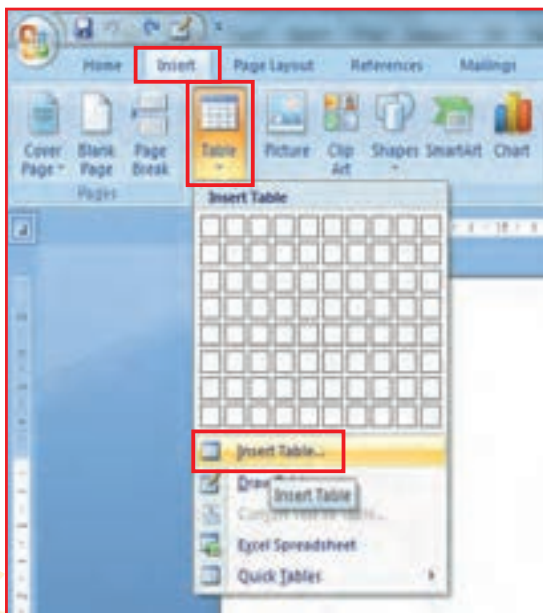 Home Insert Page Layout References Mailings
Cover Page Blank Page Page Break Table Picture Clip Art Shapes SmartArt Chart
Pages
Insert Table
Insert Table...
Draw
Insert Table
Excel Spreadsheet
Quick Tables